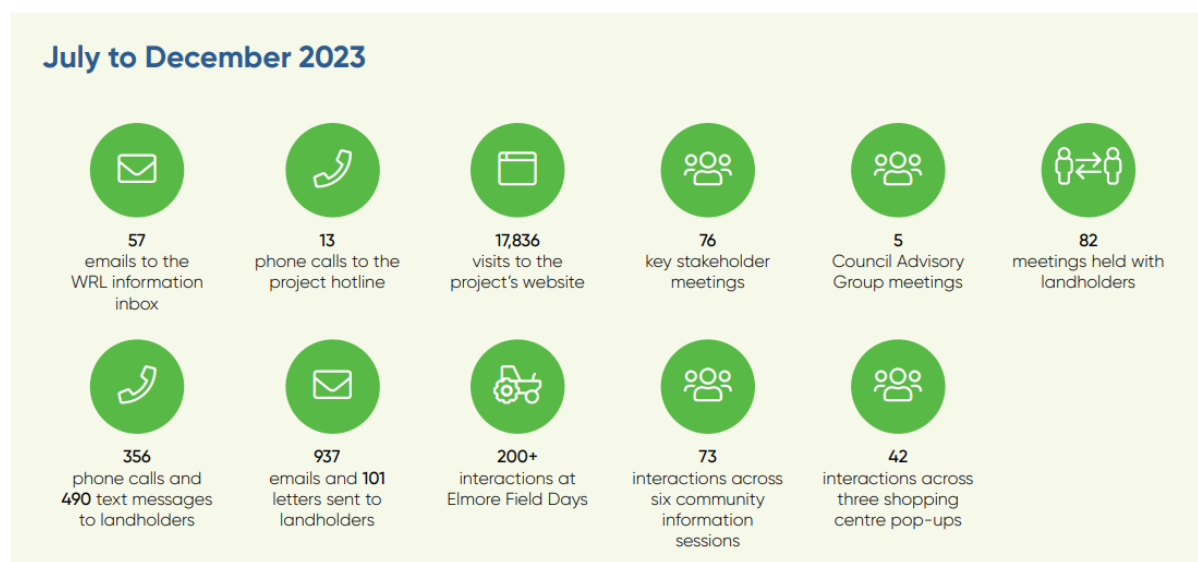 July to December 2023
57
emails to the
WRL information
inbox
13
phone calls to the
project hotline
17,836
visits to the
project's website
76
key stakeholder
meetings
5
Council Advisory
Group meetings
82
meetings held with
landholders
356
phone calls and
490 text messages
to landholders
937
emails and 101
letters sent to
landholders
200+
interactions at
Elmore Field Days
73
interactions across
six community
information
sessions
42
interactions across
three shopping
centre pop-ups